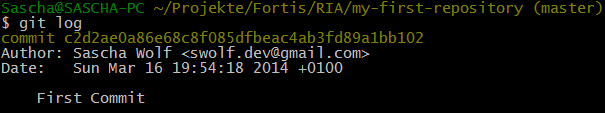 Sascha@SASCHA-PC ~/Projekte/Fortis/RIA/my-first-repository (master)
$ git log
commit c2d2ae0a86e68c8f085dfbeac4ab3fd89a1bb102
Author: Sascha Wolf <swolf.dev@gmail.com>
Date:   Sun Mar 16 19:54:18 2014 +0100
    First Commit